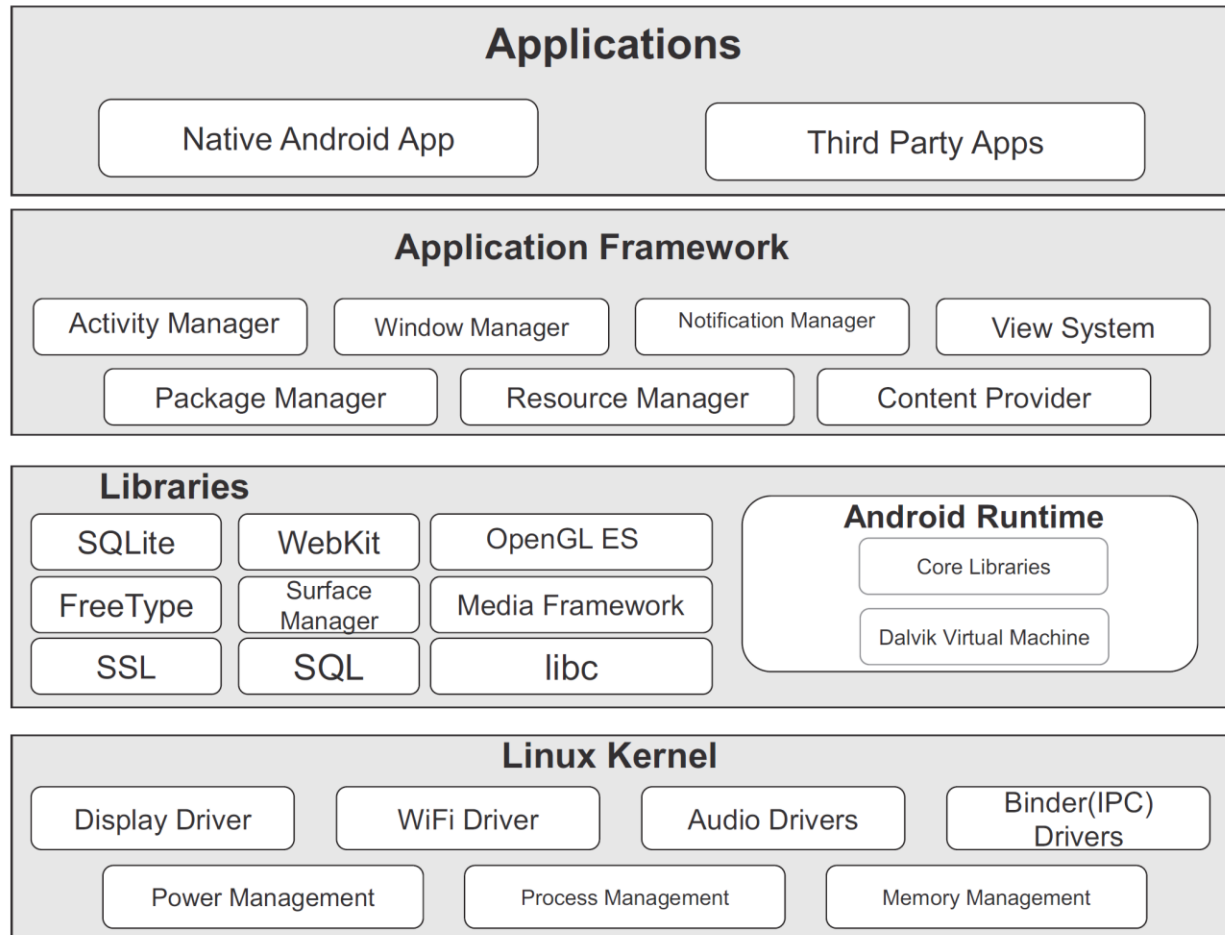 Applications
Native Android App
Third Party Apps
Application Framework
Activity Manager
Window Manager
Notification Manager
View System
Package Manager
Resource Manager
Content Provider
Libraries
SQLite
WebKit
OpenGL ES
FreeType
Surface
Manager
Media Framework
SSL
SQL
libc
Android Runtime
Core Libraries
Dalvik Virtual Machine
Linux Kernel
Display Driver
WiFi Driver
Audio Drivers
Binder(IPC)
Drivers
Power Management
Process Management
Memory Management